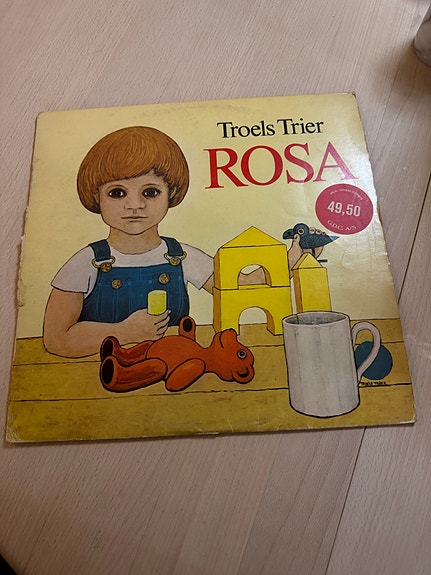 Troels Trier
ROSA
49,50
G.D.C. A/S